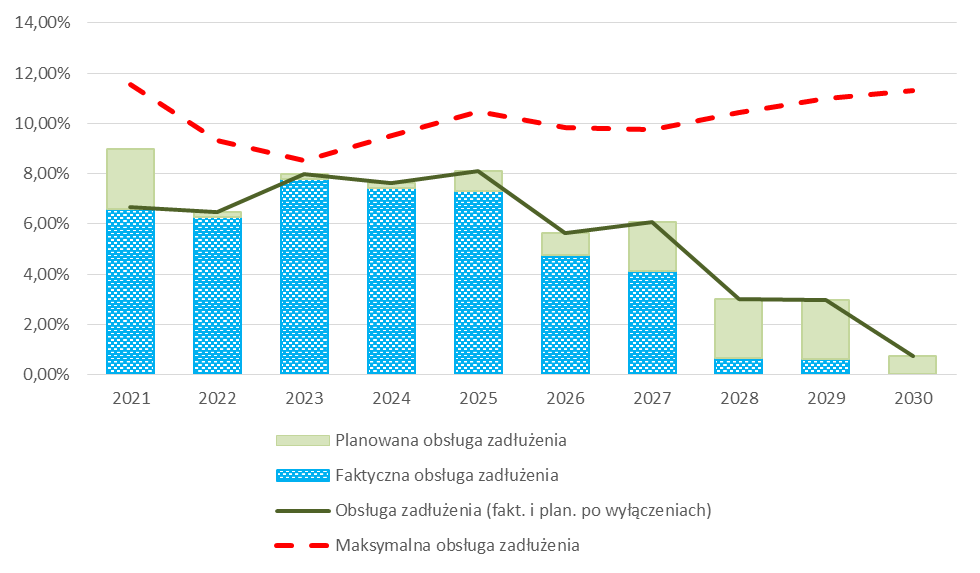 14,00%
12,00%
10,00%
8,00%
6,00%
4,00%
2,00%
0,00%
2021 2022 2023 2024 2025 2026 2027 2028 2029 2030
Planowana obsługa zadłużenia
Faktyczna obsługa zadłużenia
Obsługa zadłużenia (fakt. i plan. po wyłączeniach)
Maksymalna obsługa zadłużenia